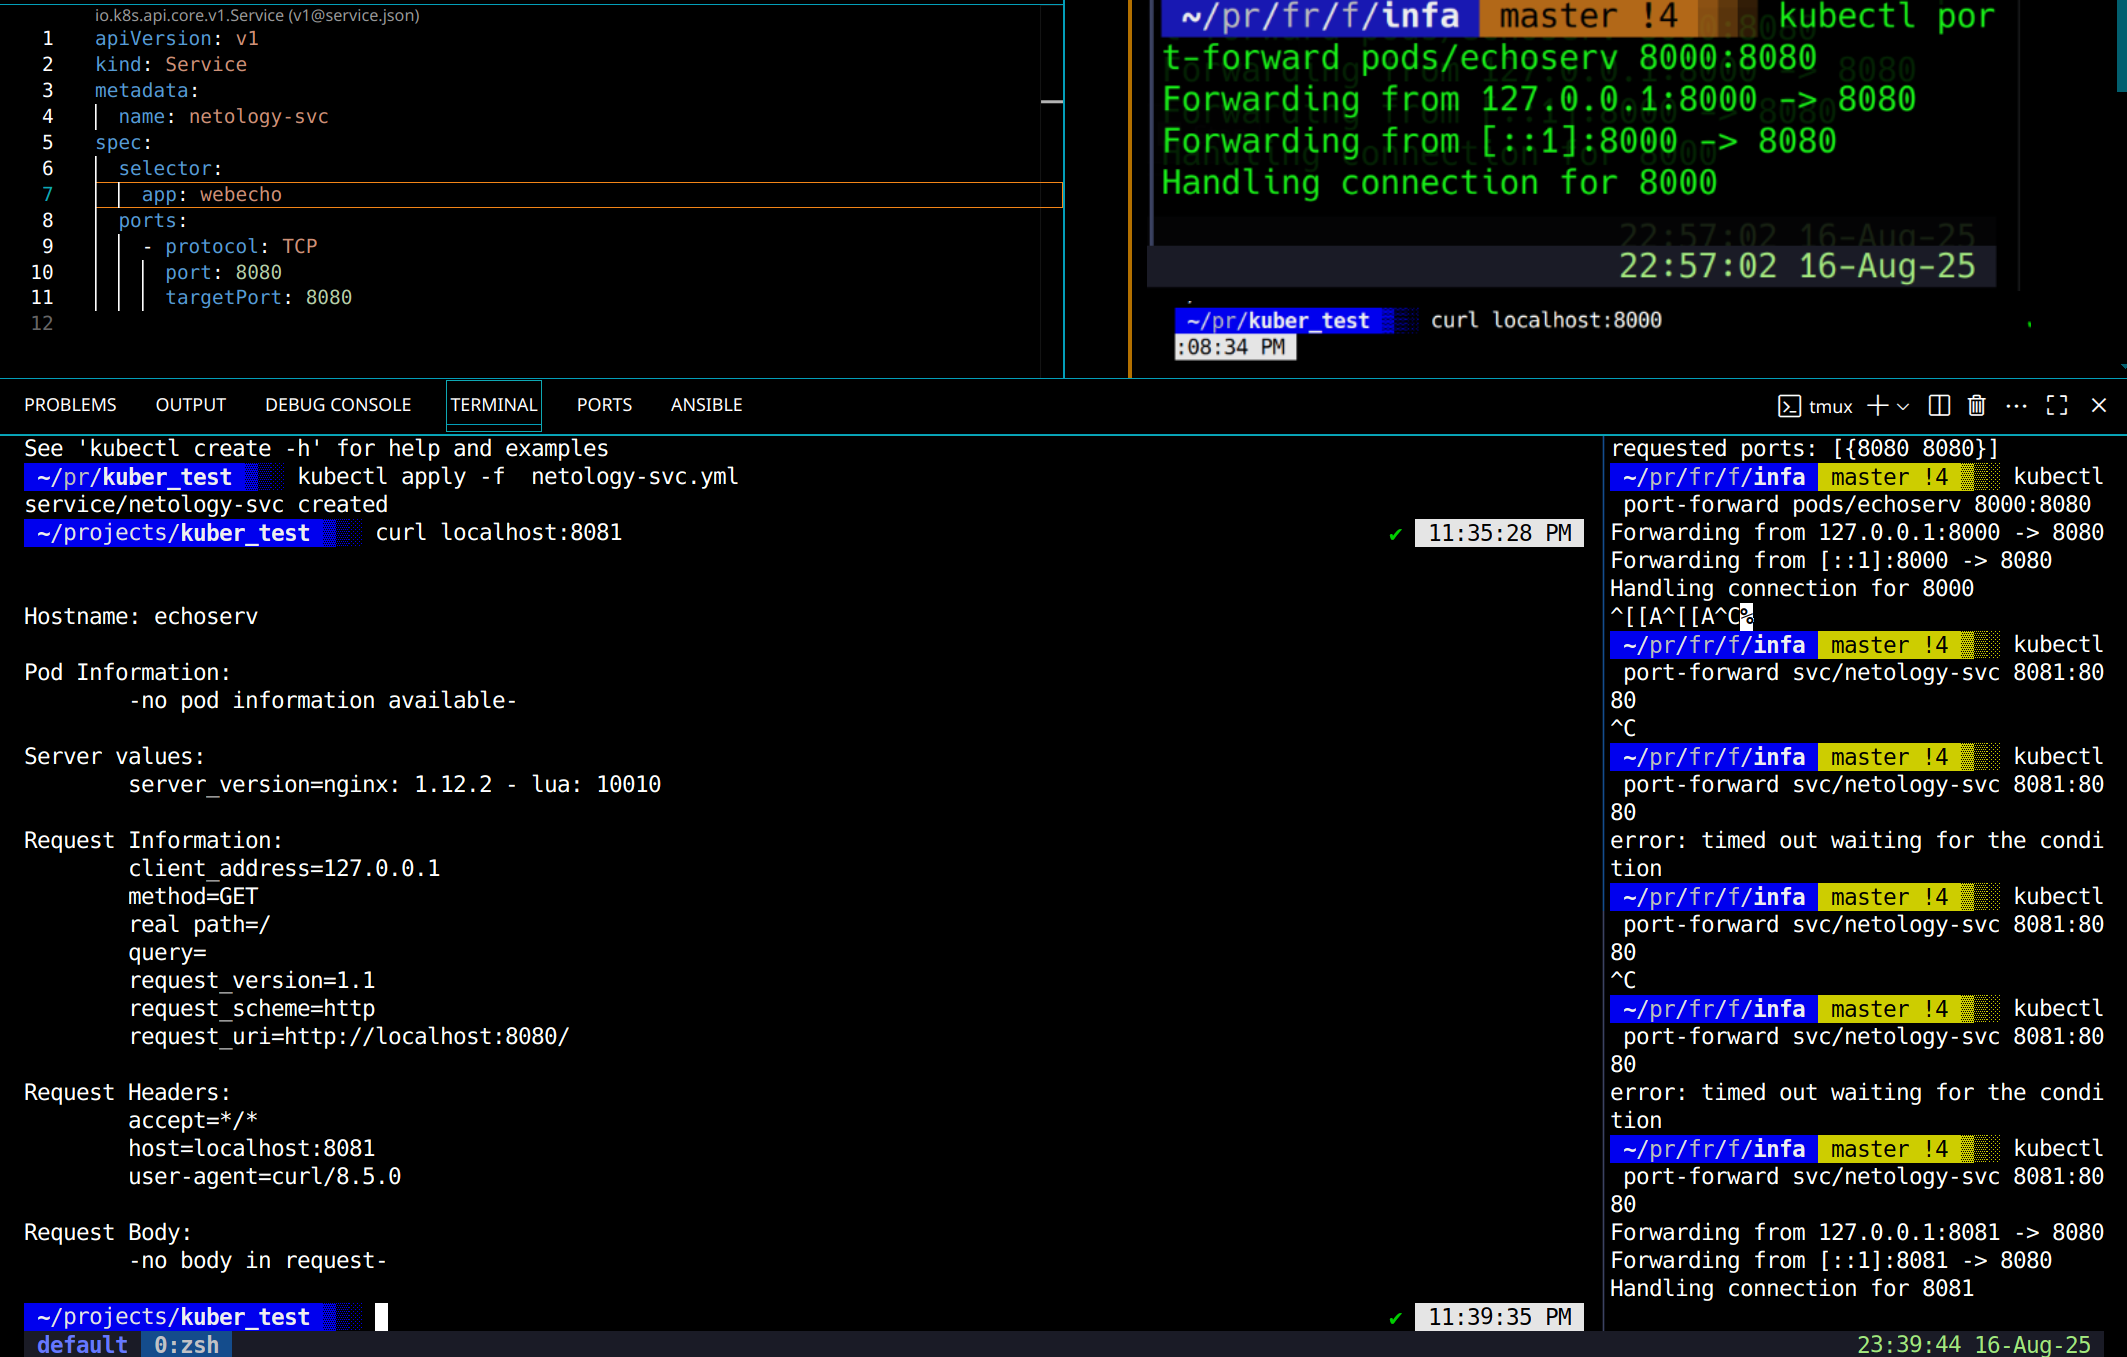 io.k8s.api.core.v1.Service (v1@service.json)
1 apiVersion: v1
2 kind: Service
3 metadata:
4 name: netology-svc
5 spec:
6 selector:
7 app: webecho
8 ports:
9 - protocol: TCP
10 port: 8080
11 targetPort: 8080
12
~/pr/fr/f/infa master !4 kubectl por
t-forward pods/echoserv 8000:8080
Forwarding from 127.0.0.1:8000 -> 8080
Forwarding from [::1]:8000 -> 8080
Handling connection for 8000
22:57:02 16-Aug-25
~/pr/kuber_test curl localhost:8000
:08:34 PM
PROBLEMS OUTPUT DEBUG CONSOLE TERMINAL PORTS ANSIBLE tmux
See 'kubectl create -h' for help and examples
~/pr/kuber_test kubectl apply -f  netology-svc.yml
service/netology-svc created
~/projects/kuber_test curl localhost:8081 ✔ 11:35:28 PM
Hostname: echoserv
Pod Information:
-no pod information available-
Server values:
server_version=nginx: 1.12.2 - lua: 10010
Request Information:
client_address=127.0.0.1
method=GET
real path=/
query=
request_version=1.1
request_scheme=http
request_uri=http://localhost:8080/
Request Headers:
accept=*/*
host=localhost:8081
user-agent=curl/8.5.0
Request Body:
-no body in request-
~/projects/kuber_test ✔ 11:39:35 PM
requested ports: [{8080 8080}]
~/pr/fr/f/infa master !4 kubectl
port-forward pods/echoserv 8000:8080
Forwarding from 127.0.0.1:8000 -> 8080
Forwarding from [::1]:8000 -> 8080
Handling connection for 8000
^[[A^[[A^C%
~/pr/fr/f/infa master !4 kubectl
port-forward svc/netology-svc 8081:80
80
^C
~/pr/fr/f/infa master !4 kubectl
port-forward svc/netology-svc 8081:80
80
error: timed out waiting for the condi
tion
~/pr/fr/f/infa master !4 kubectl
port-forward svc/netology-svc 8081:80
80
^C
~/pr/fr/f/infa master !4 kubectl
port-forward svc/netology-svc 8081:80
80
error: timed out waiting for the condi
tion
~/pr/fr/f/infa master !4 kubectl
port-forward svc/netology-svc 8081:80
80
Forwarding from 127.0.0.1:8081 -> 8080
Forwarding from [::1]:8081 -> 8080
Handling connection for 8081
default 0:zsh 23:39:44 16-Aug-25